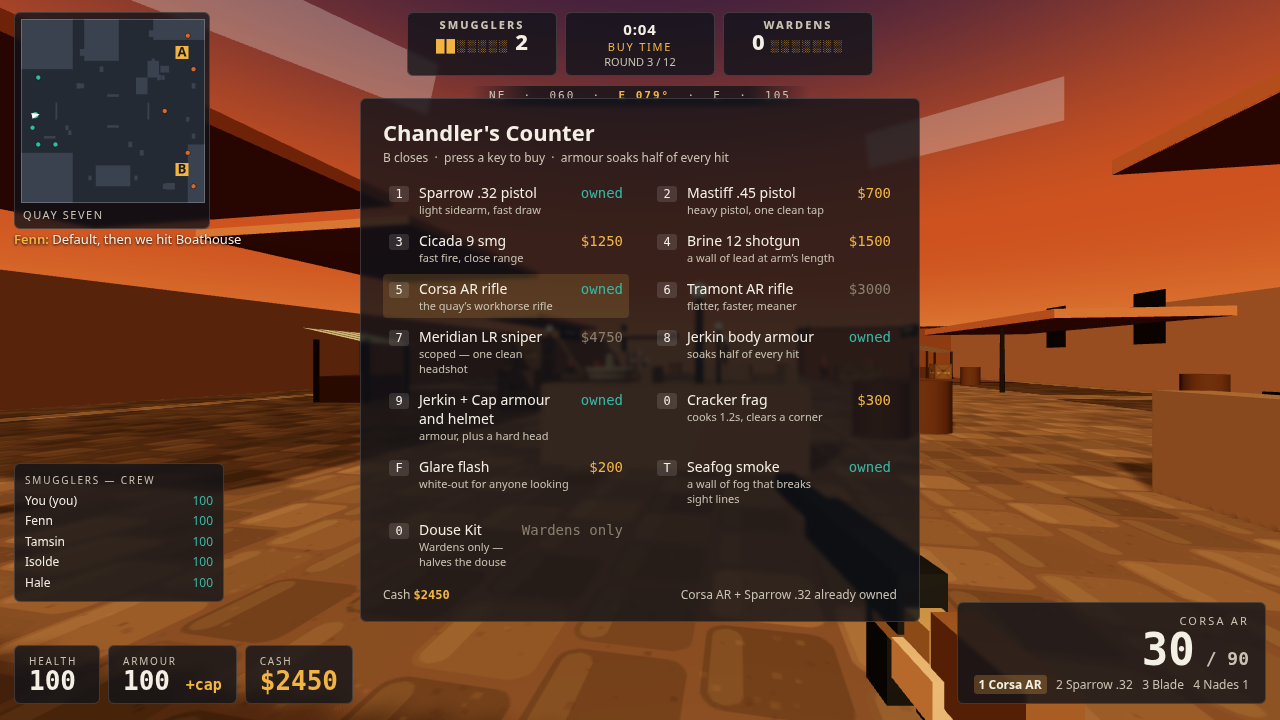 SMUGGLERS
2
0:04
BUY TIME
ROUND 3 / 12
WARDENS
0
NE · 060 · E 079° · E · 105
A
B
QUAY SEVEN
Fenn: Default, then we hit Boathouse
Chandler's Counter
B closes · press a key to buy · armour soaks half of every hit
1 Sparrow .32 pistol owned
light sidearm, fast draw
2 Mastiff .45 pistol $700
heavy pistol, one clean tap
3 Cicada 9 smg $1250
fast fire, close range
4 Brine 12 shotgun $1500
a wall of lead at arm's length
5 Corsa AR rifle owned
the quay's workhorse rifle
6 Tramont AR rifle $3000
flatter, faster, meaner
7 Meridian LR sniper $4750
scoped — one clean
headshot
8 Jerkin body armour owned
soaks half of every hit
9 Jerkin + Cap armour owned
and helmet
armour, plus a hard head
0 Cracker frag $300
cooks 1.2s, clears a corner
F Glare flash $200
white-out for anyone looking
T Seafog smoke owned
a wall of fog that breaks
sight lines
0 Douse Kit Wardens only
Wardens only —
halves the douse
Cash $2450
Corsa AR + Sparrow .32 already owned
SMUGGLERS — CREW
You (you) 100
Fenn 100
Tamsin 100
Isolde 100
Hale 100
HEALTH
100
ARMOUR
100 +cap
CASH
$2450
CORSA AR
30 / 90
1 Corsa AR 2 Sparrow .32 3 Blade 4 Nades 1